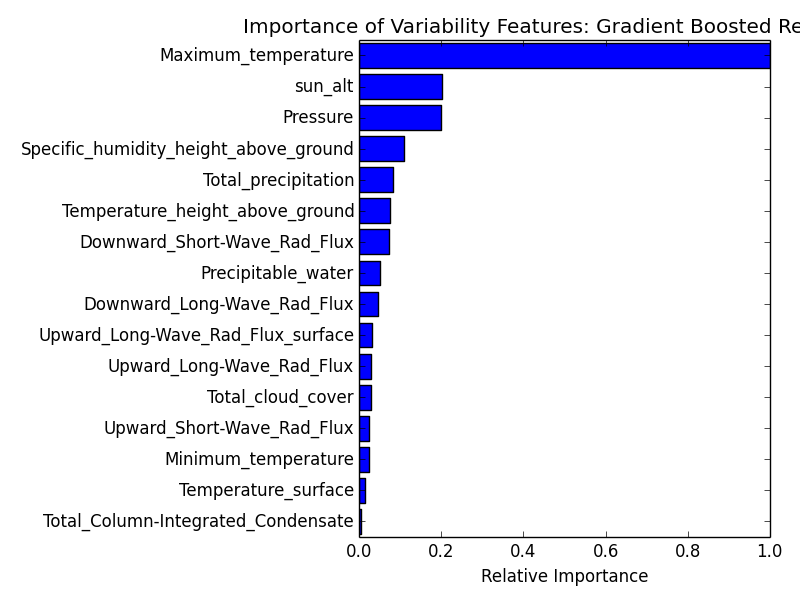 Importance of Variability Features: Gradient Boosted Re
Maximum_temperature
sun_alt
Pressure
Specific_humidity_height_above_ground
Total_precipitation
Temperature_height_above_ground
Downward_Short-Wave_Rad_Flux
Precipitable_water
Downward_Long-Wave_Rad_Flux
Upward_Long-Wave_Rad_Flux_surface
Upward_Long-Wave_Rad_Flux
Total_cloud_cover
Upward_Short-Wave_Rad_Flux
Minimum_temperature
Temperature_surface
Total_Column-Integrated_Condensate
0.0 0.2 0.4 0.6 0.8 1.0
Relative Importance